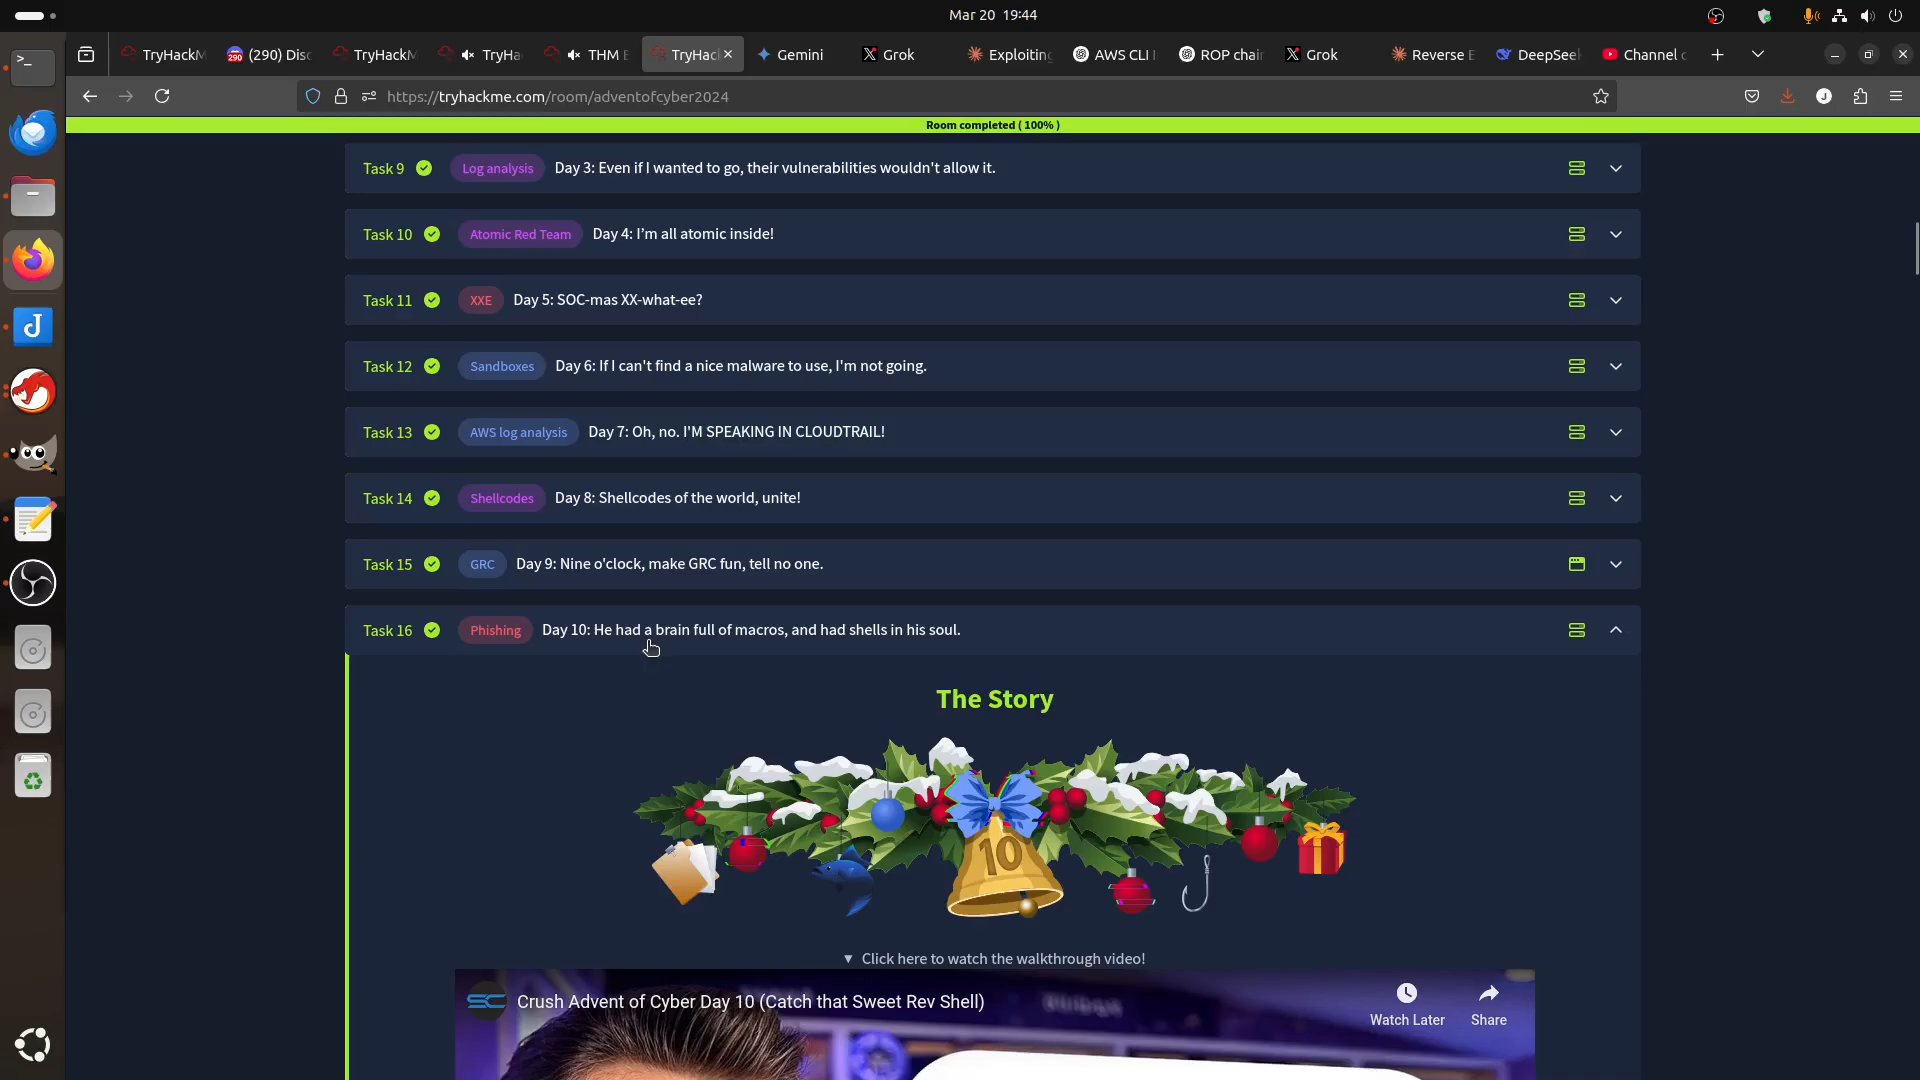 Mar 20 19:44
TryHackM
(290) Disc
TryHackM
TryHa
THM E
TryHac
Gemini
Grok
Exploiting
AWS CLI I
ROP chain
Grok
Reverse E
DeepSeek
Channel c
https://tryhackme.com/room/adventofcyber2024
Room completed ( 100% )
Task 9 Log analysis Day 3: Even if I wanted to go, their vulnerabilities wouldn't allow it.
Task 10 Atomic Red Team Day 4: I’m all atomic inside!
Task 11 XXE Day 5: SOC-mas XX-what-ee?
Task 12 Sandboxes Day 6: If I can't find a nice malware to use, I'm not going.
Task 13 AWS log analysis Day 7: Oh, no. I'M SPEAKING IN CLOUDTRAIL!
Task 14 Shellcodes Day 8: Shellcodes of the world, unite!
Task 15 GRC Day 9: Nine o'clock, make GRC fun, tell no one.
Task 16 Phishing Day 10: He had a brain full of macros, and had shells in his soul.
The Story
10
▼ Click here to watch the walkthrough video!
Crush Advent of Cyber Day 10 (Catch that Sweet Rev Shell)
Watch Later
Share